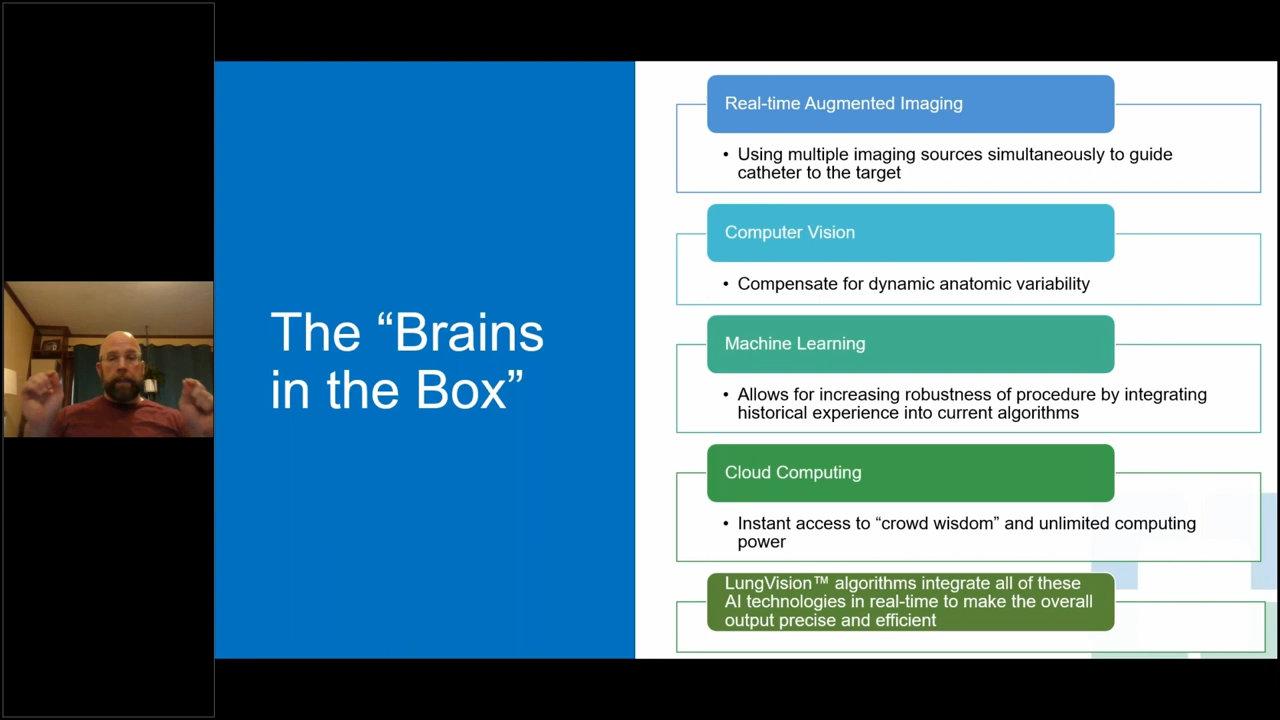 The “Brains
in the Box”
Real-time Augmented Imaging
• Using multiple imaging sources simultaneously to guide
catheter to the target
Computer Vision
• Compensate for dynamic anatomic variability
Machine Learning
• Allows for increasing robustness of procedure by integrating
historical experience into current algorithms
Cloud Computing
• Instant access to “crowd wisdom” and unlimited computing
power
LungVision™ algorithms integrate all of these
AI technologies in real-time to make the overall
output precise and efficient